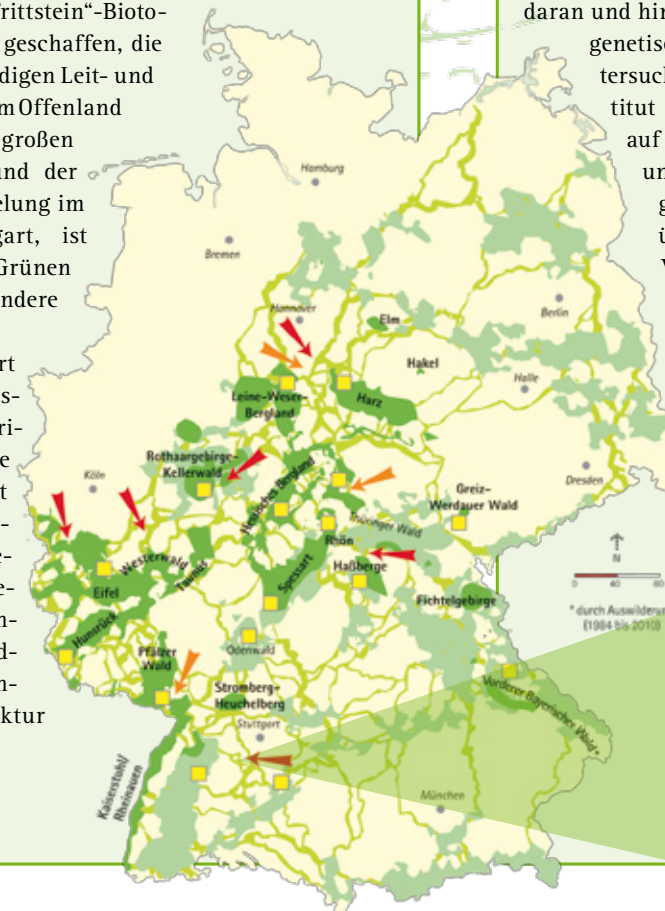 Trittstein“-Bioto-
geschaffen, die
digen Leit- und
m Offenland
großen
und der
elung im
gart, ist
Grünen
ndere
rt
s-
ri-
e
t
-
e-
e-
n-
d-
n-
ktur
daran und hin
genetisc
tersuch
titut
auf
un
g
ü
V
Hamburg
Bremen
Hannover
Berlin
Elm
Hakel
Halle
Leine-Weser-
Bergland
Harz
Rothaargebirge-
Kellerwald
Köln
Hessisches Bergland
Dresden
Greiz-
Werdauer Wald
Thüringer Wald
Westerwald
Taunus
Rhön
Haßberge
Eifel
Spessart
Fichtelgebirge
Hunsrück
Pfälzer
Wald
Odenwald
Stromberg-
Heuchelberg
Stuttgart
Vorderer Bayerischer Wald*
Kaiserstuhl/
Rheinauen
München
N
0 40 80
* durch Auswilderu
(1984 bis 2010)